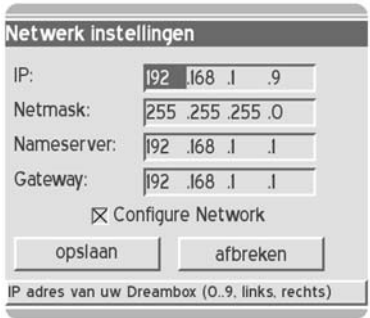 Netwerk instellingen
IP: 192 .168 .1 .9
Netmask: 255 .255 .255 .0
Nameserver: 192 .168 .1 .1
Gateway: 192 .168 .1 .1
Configure Network
opslaan afbreken
IP adres van uw Dreambox (0..9, links, rechts)